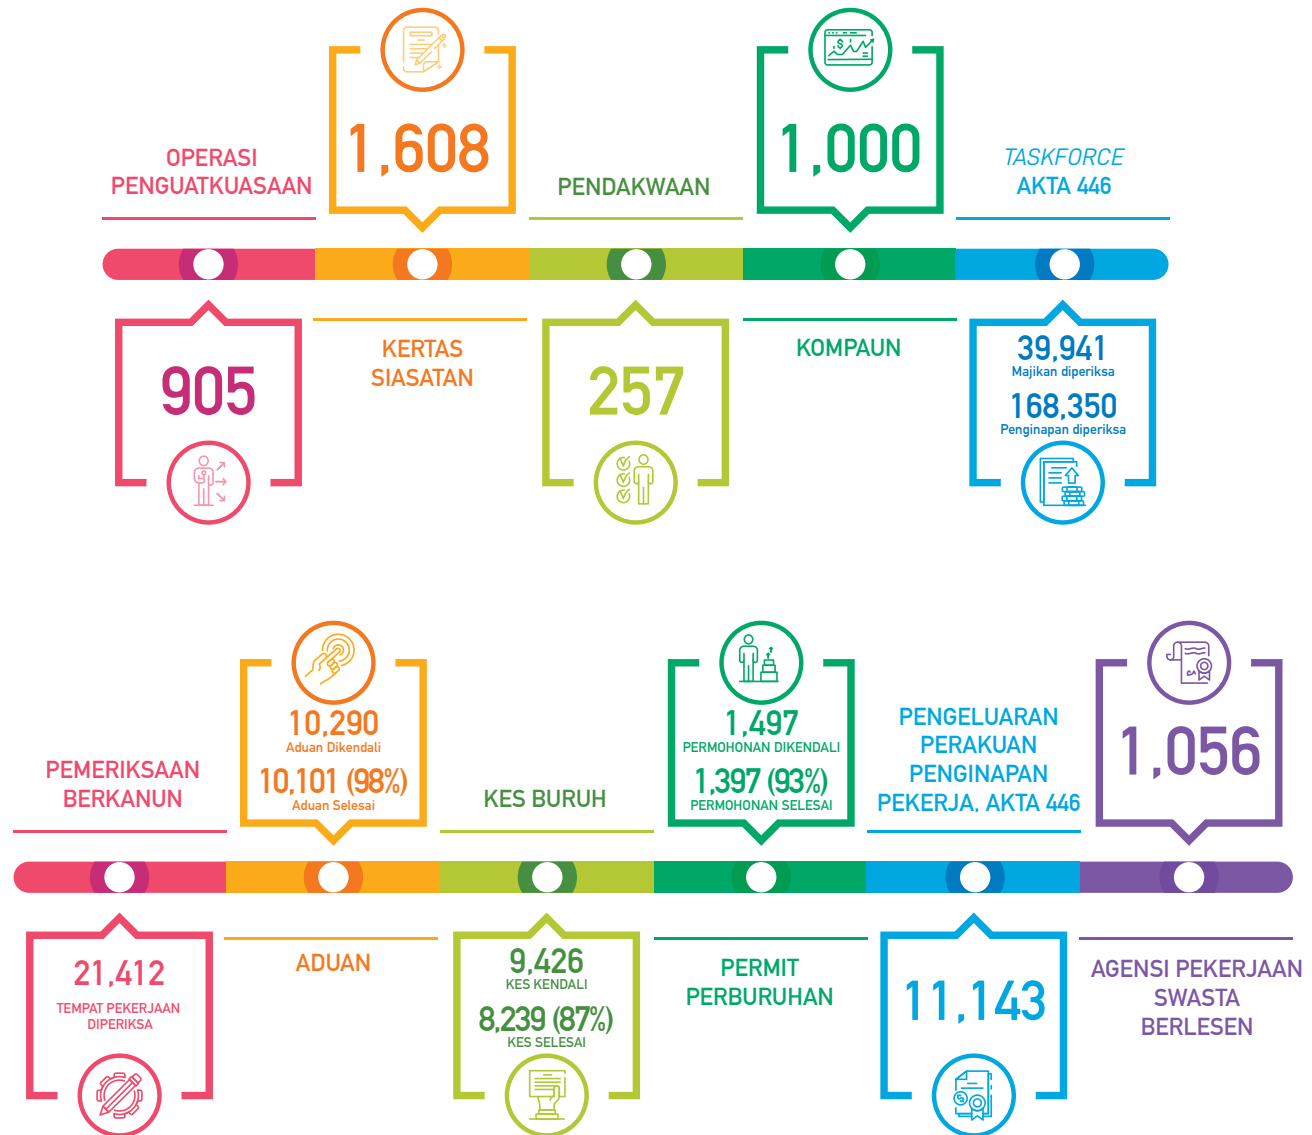 OPERASI
PENGUATKUASAAN
905
1,608
KERTAS
SIASATAN
PENDAKWAAN
257
1,000
KOMPAUN
TASKFORCE
AKTA 446
39,941
Majikan diperiksa
168,350
Penginapan diperiksa
PEMERIKSAAN
BERKANUN
21,412
TEMPAT PEKERJAAN
DIPERIKSA
10,290
Aduan Dikendali
10,101 (98%)
Aduan Selesai
ADUAN
KES BURUH
9,426
KES KENDALI
8,239 (87%)
KES SELESAI
1,497
PERMOHONAN DIKENDALI
1,397 (93%)
PERMOHONAN SELESAI
PERMIT
PERBURUHAN
PENGELUARAN
PERAKUAN
PENGINAPAN
PEKERJA, AKTA 446
11,143
1,056
AGENSI PEKERJAAN
SWASTA
BERLESEN